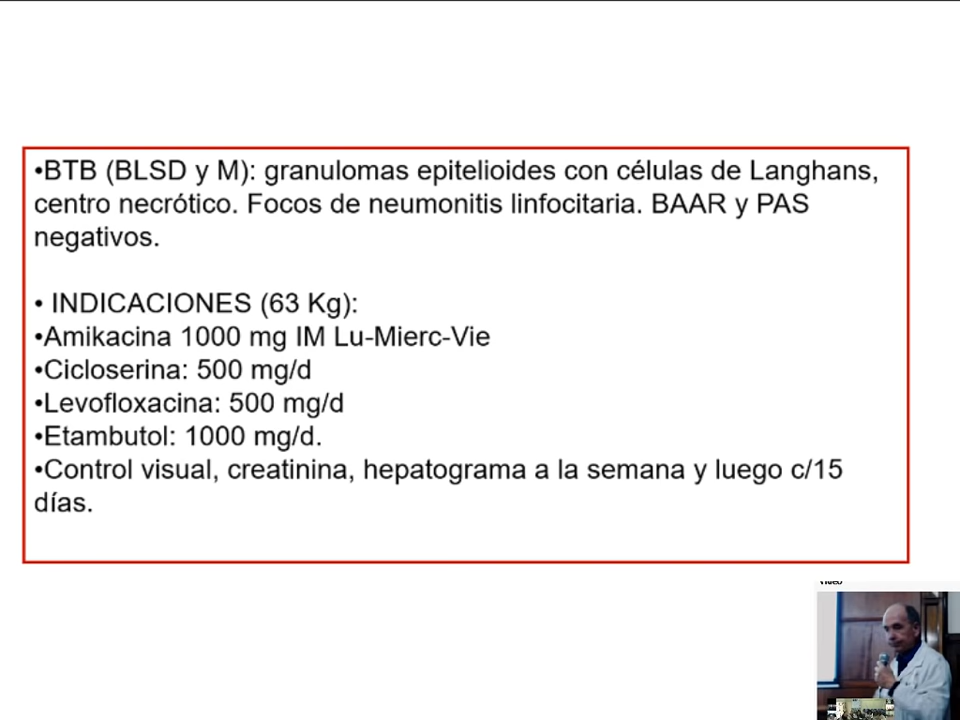 •BTB (BLSD y M): granulomas epitelioides con células de Langhans,
centro necrótico. Focos de neumonitis linfocitaria. BAAR y PAS
negativos.
• INDICACIONES (63 Kg):
•Amikacina 1000 mg IM Lu-Mierc-Vie
•Cicloserina: 500 mg/d
•Levofloxacina: 500 mg/d
•Etambutol: 1000 mg/d.
•Control visual, creatinina, hepatograma a la semana y luego c/15
días.